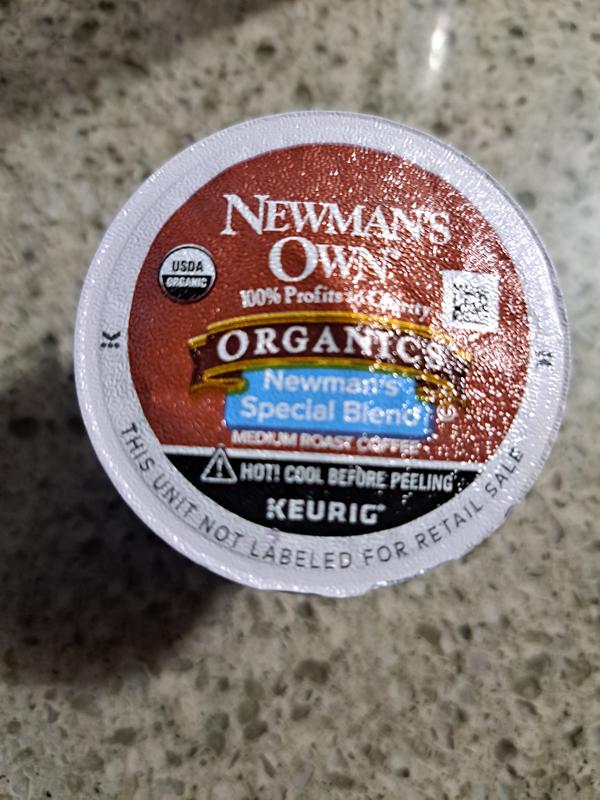 NEWMAN'S
OWN®
USDA
ORGANIC
100% Profits to Charity
ORGANICS
Newman's
Special Blend
MEDIUM ROAST COFFEE
HOT! COOL BEFORE PEELING
KEURIG®
THIS UNIT NOT LABELED FOR RETAIL SALE
K